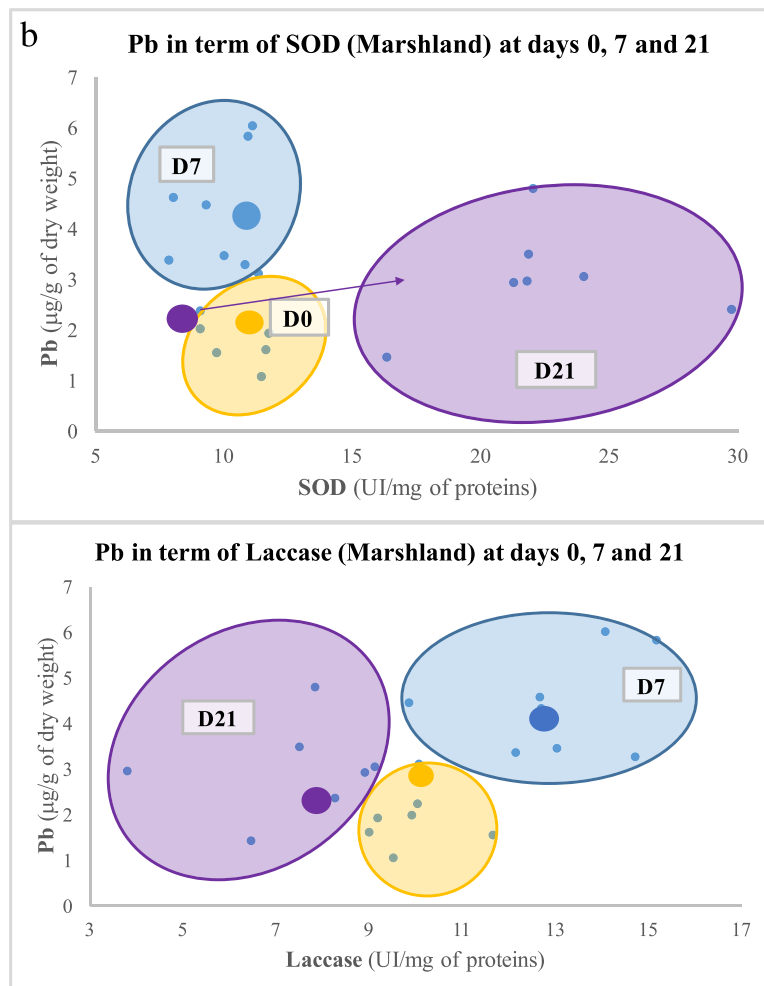 b
Pb in term of SOD (Marshland) at days 0, 7 and 21
7
6
5
4
3
2
1
0
Pb (µg/g of dry weight)
D7
D0
D21
5
10
15
20
25
30
SOD (UI/mg of proteins)
Pb in term of Laccase (Marshland) at days 0, 7 and 21
7
6
5
4
3
2
1
0
Pb (µg/g of dry weight)
D21
D7
3
5
7
9
11
13
15
17
Laccase (UI/mg of proteins)